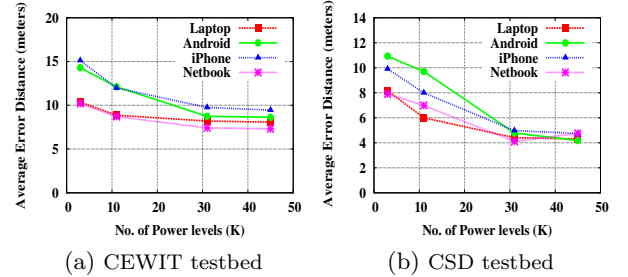 Average Error Distance (meters)
20
15
10
5
0
Laptop
Android
iPhone
Netbook
0 10 20 30 40 50
No. of Power levels (K)
(a) CEWIT testbed
Average Error Distance (meters)
14
12
10
8
6
4
2
0
Laptop
Android
iPhone
Netbook
0 10 20 30 40 50
No. of Power levels (K)
(b) CSD testbed